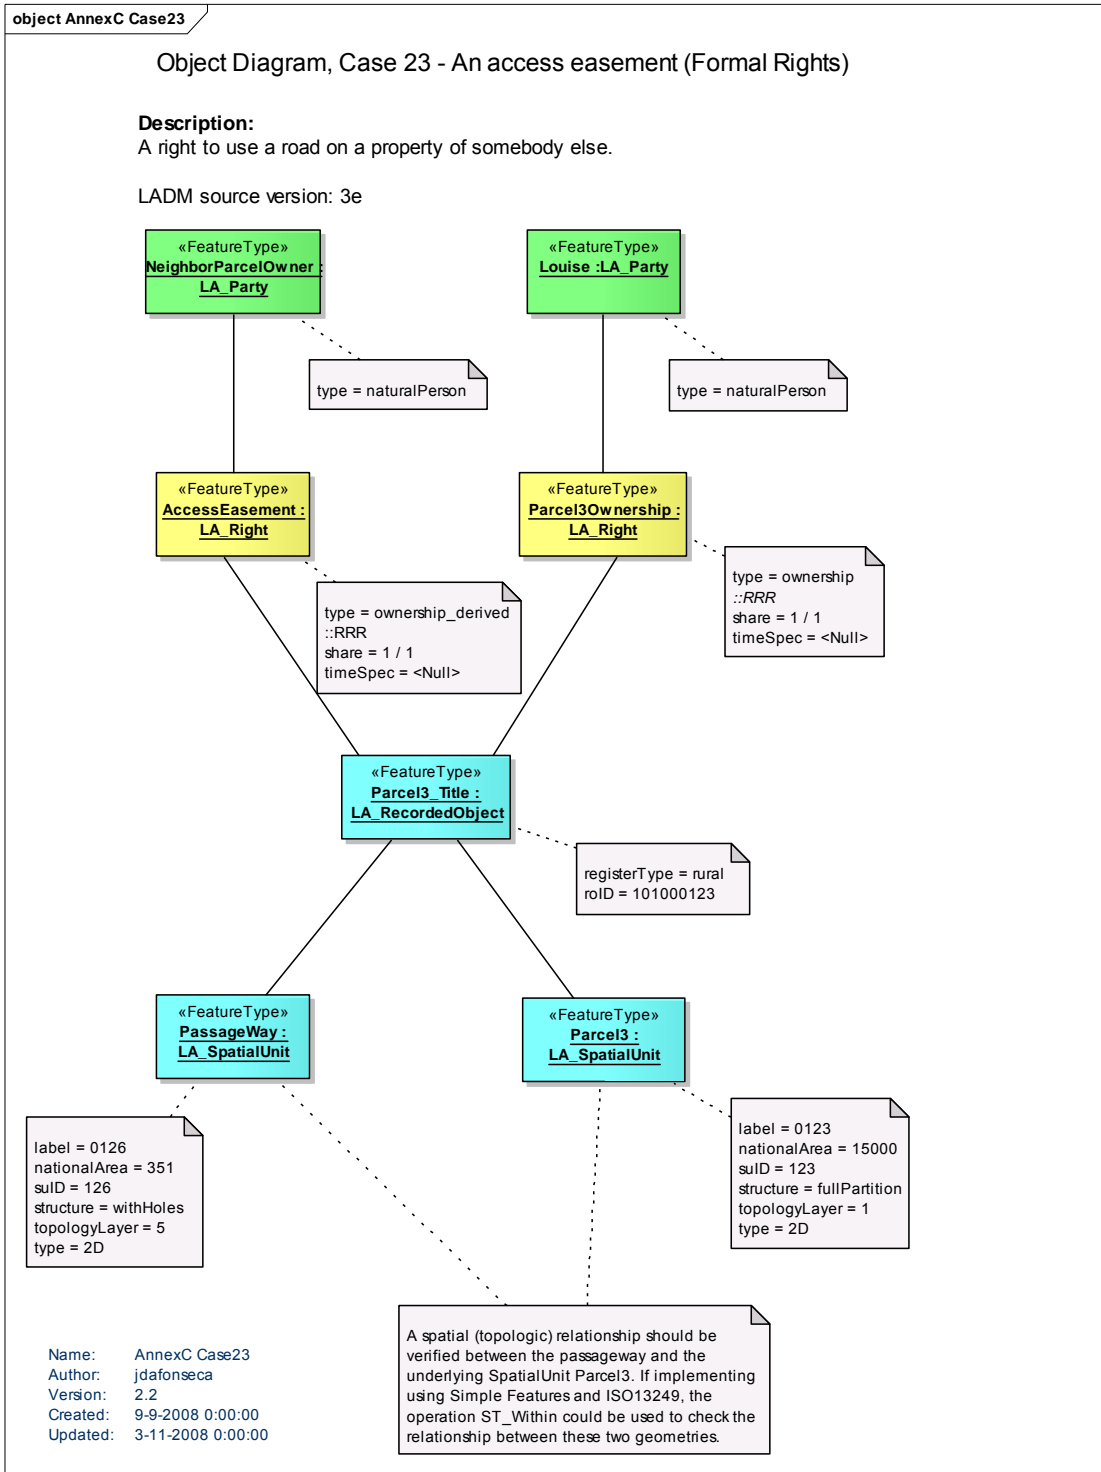 object AnnexC Case23
Object Diagram, Case 23 - An access easement (Formal Rights)
Description:
A right to use a road on a property of somebody else.
LADM source version: 3e
«FeatureType»
NeighborParcelOwner :
LA_Party
«FeatureType»
Louise :LA_Party
type = naturalPerson
type = naturalPerson
«FeatureType»
AccessEasement :
LA_Right
«FeatureType»
Parcel3Ownership :
LA_Right
type = ownership_derived
::RRR
share = 1 / 1
timeSpec = <Null>
type = ownership
::RRR
share = 1 / 1
timeSpec = <Null>
«FeatureType»
Parcel3_Title :
LA_RecordedObject
registerType = rural
roID = 101000123
«FeatureType»
PassageWay :
LA_SpatialUnit
«FeatureType»
Parcel3 :
LA_SpatialUnit
label = 0126
nationalArea = 351
suID = 126
structure = withHoles
topologyLayer = 5
type = 2D
label = 0123
nationalArea = 15000
suID = 123
structure = fullPartition
topologyLayer = 1
type = 2D
A spatial (topologic) relationship should be
verified between the passageway and the
underlying SpatialUnit Parcel3. If implementing
using Simple Features and ISO13249, the
operation ST_Within could be used to check the
relationship between these two geometries.
Name: AnnexC Case23
Author: jdafonseca
Version: 2.2
Created: 9-9-2008 0:00:00
Updated: 3-11-2008 0:00:00